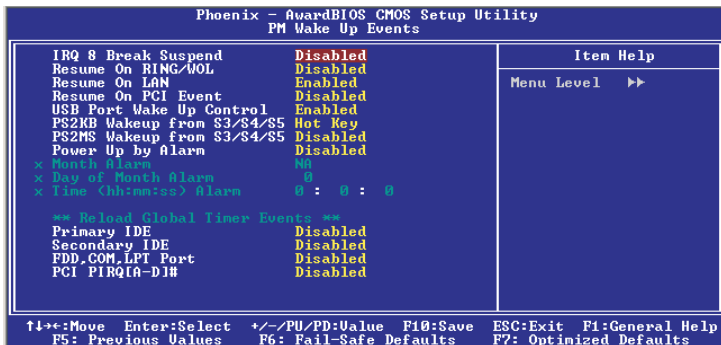 Phoenix - AwardBIOS CMOS Setup Utility
PM Wake Up Events
IRQ 8 Break Suspend Disabled
Resume On RING/WOL Disabled
Resume On LAN Enabled
Resume On PCI Event Disabled
USB Port Wake Up Control Enabled
PS2KB Wakeup from S3/S4/S5 Hot Key
PS2MS Wakeup from S3/S4/S5 Disabled
Power Up by Alarm Disabled
x Month Alarm NA
x Day of Month Alarm 0
x Time (hh:mm:ss) Alarm 0 : 0 : 0
** Reload Global Timer Events **
Primary IDE Disabled
Secondary IDE Disabled
FDD,COM,LPT Port Disabled
PCI PIRQ[A-D]# Disabled
Item Help
Menu Level ▸▸
↑↓→←:Move Enter:Select +/-/PU/PD:Value F10:Save ESC:Exit F1:General Help
F5: Previous Values F6: Fail-Safe Defaults F7: Optimized Defaults